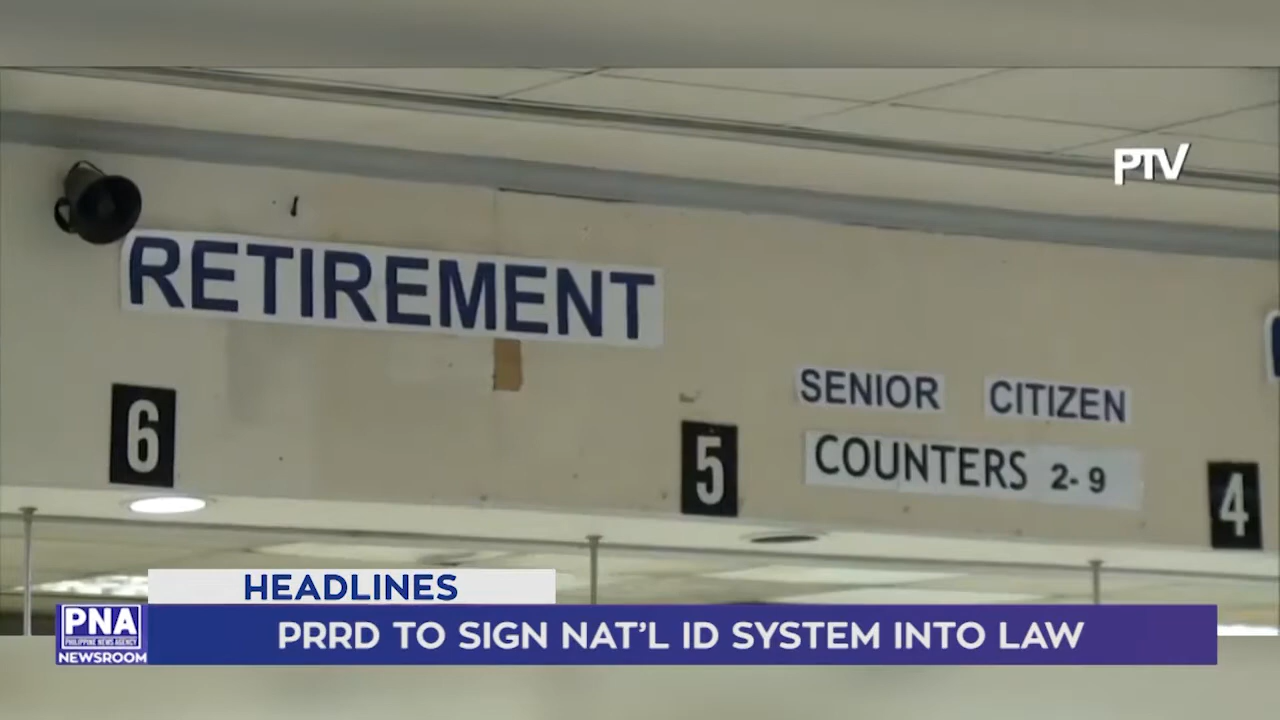 PTV
RETIREMENT
SENIOR CITIZEN
COUNTERS 2-9
6
5
4
HEADLINES
PNA
PHILIPPINE NEWS AGENCY
NEWSROOM
PRRD TO SIGN NAT'L ID SYSTEM INTO LAW